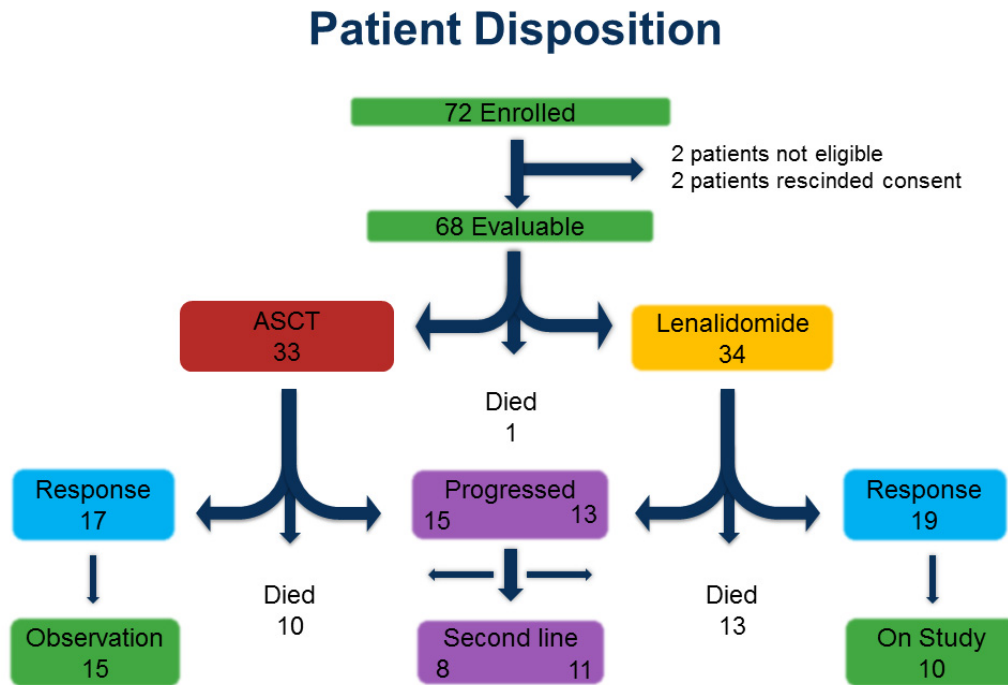 Patient Disposition
72 Enrolled
2 patients not eligible
2 patients rescinded consent
68 Evaluable
ASCT
33
Lenalidomide
34
Died
1
Response
17
Progressed
15 13
Response
19
Died
10
Died
13
Observation
15
Second line
8 11
On Study
10